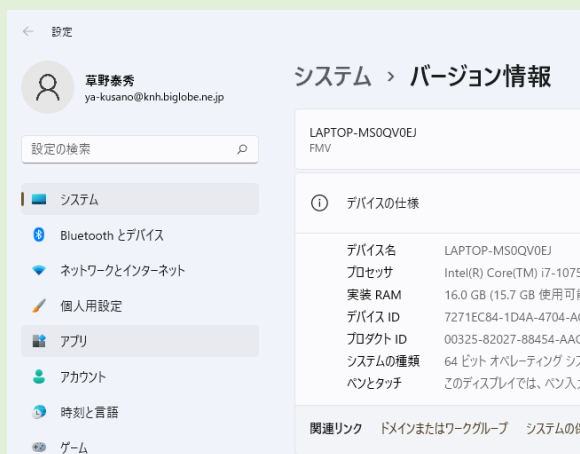 設定
草野泰秀
ya-kusano@knh.biglobe.ne.jp
設定の検索
システム
Bluetooth とデバイス
ネットワークとインターネット
個人用設定
アプリ
アカウント
時刻と言語
ゲーム
システム › バージョン情報
LAPTOP-MS0QV0EJ
FMV
デバイスの仕様
デバイス名 LAPTOP-MS0QV0EJ
プロセッサ Intel(R) Core(TM) i7-1075
実装 RAM 16.0 GB (15.7 GB 使用可
デバイス ID 7271EC84-1D4A-4704-A
プロダクト ID 00325-82027-88454-AA
システムの種類 64 ビット オペレーティング シ
ペンとタッチ このディスプレイでは、ペン入
関連リンク ドメインまたはワークグループ システムの